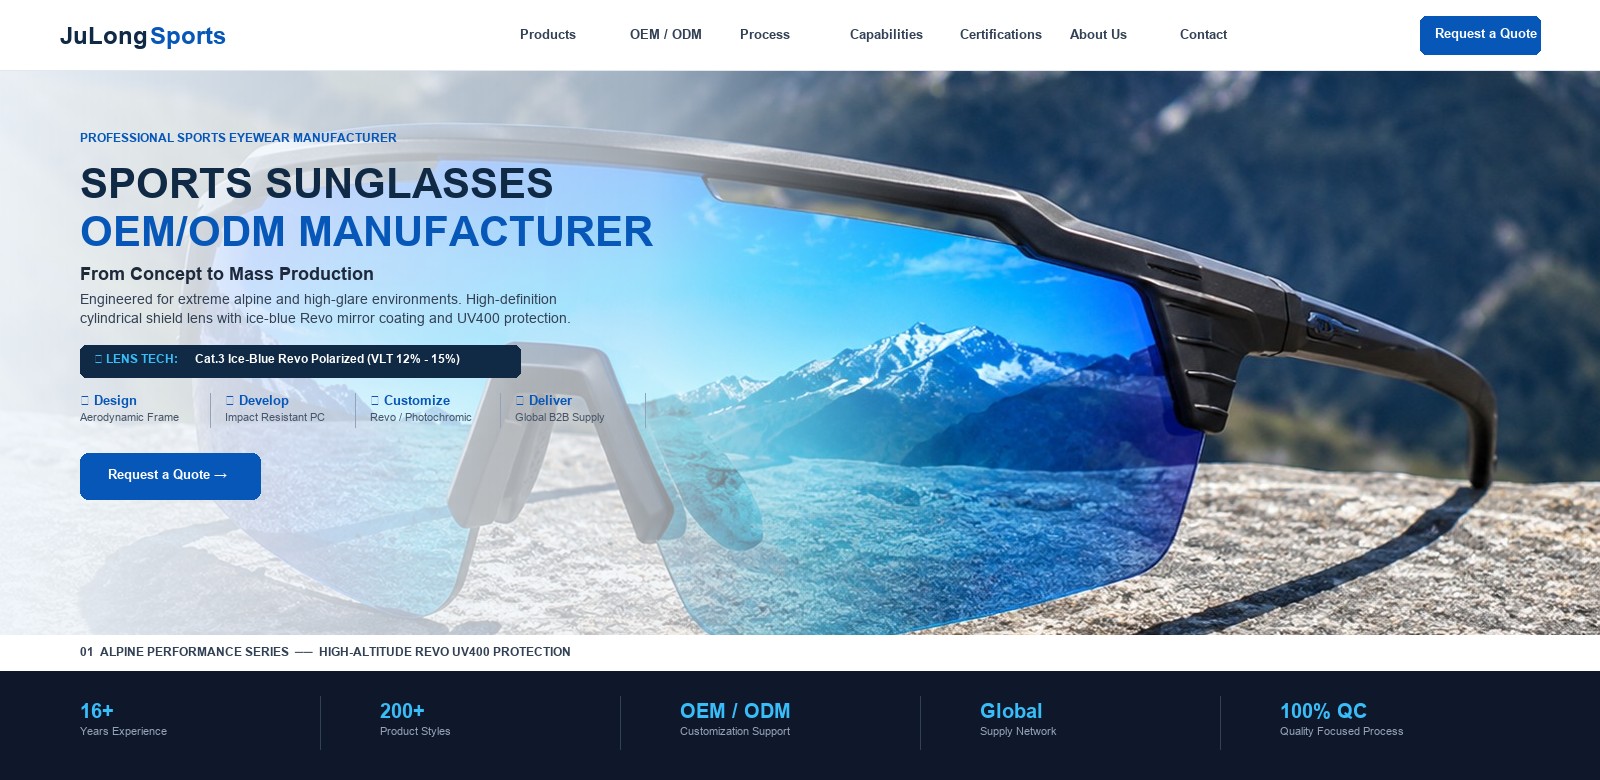 JuLongSports
Products OEM / ODM Process Capabilities Certifications About Us Contact
Request a Quote
PROFESSIONAL SPORTS EYEWEAR MANUFACTURER
SPORTS SUNGLASSES
OEM/ODM MANUFACTURER
From Concept to Mass Production
Engineered for extreme alpine and high-glare environments. High-definition
cylindrical shield lens with ice-blue Revo mirror coating and UV400 protection.
LENS TECH: Cat.3 Ice-Blue Revo Polarized (VLT 12% - 15%)
Design
Aerodynamic Frame
Develop
Impact Resistant PC
Customize
Revo / Photochromic
Deliver
Global B2B Supply
Request a Quote →
01 ALPINE PERFORMANCE SERIES —— HIGH-ALTITUDE REVO UV400 PROTECTION
16+
Years Experience
200+
Product Styles
OEM / ODM
Customization Support
Global
Supply Network
100% QC
Quality Focused Process